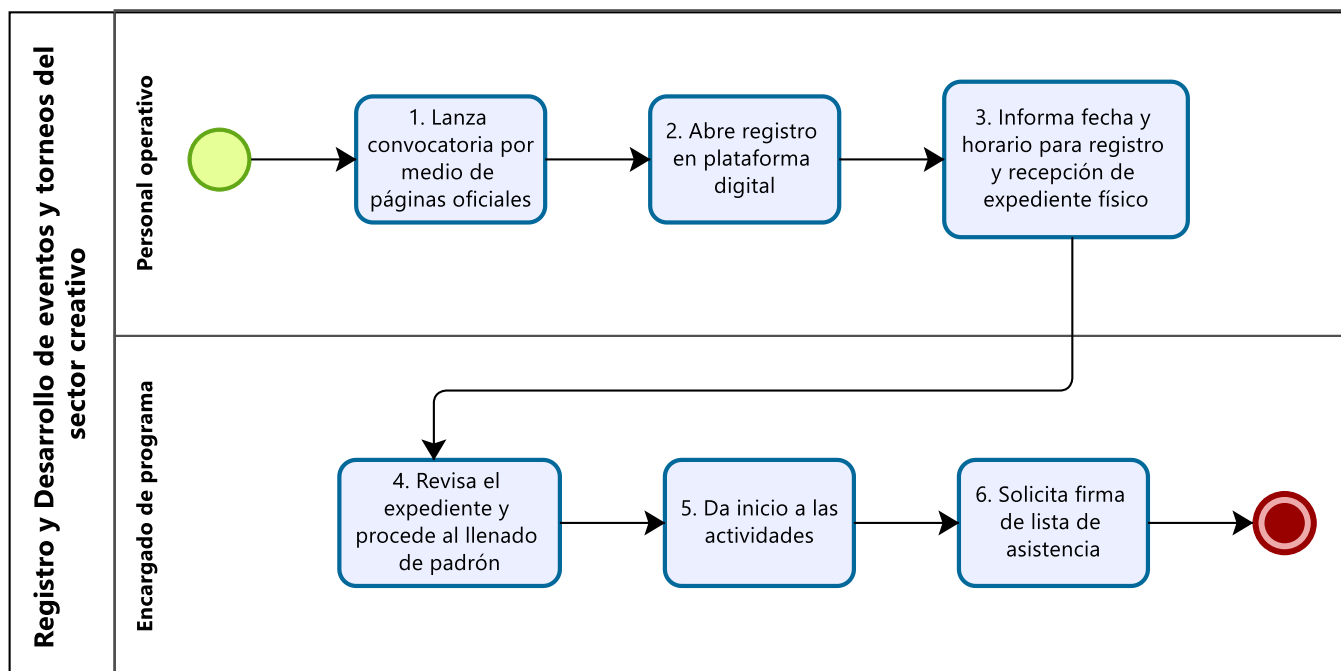 Registro y Desarrollo de eventos y torneos del
sector creativo
Personal operativo
1. Lanza
convocatoria por
medio de
páginas oficiales
2. Abre registro
en plataforma
digital
3. Informa fecha y
horario para registro
y recepción de
expediente físico
Encargado de programa
4. Revisa el
expediente y
procede al llenado
de padrón
5. Da inicio a las
actividades
6. Solicita firma
de lista de
asistencia